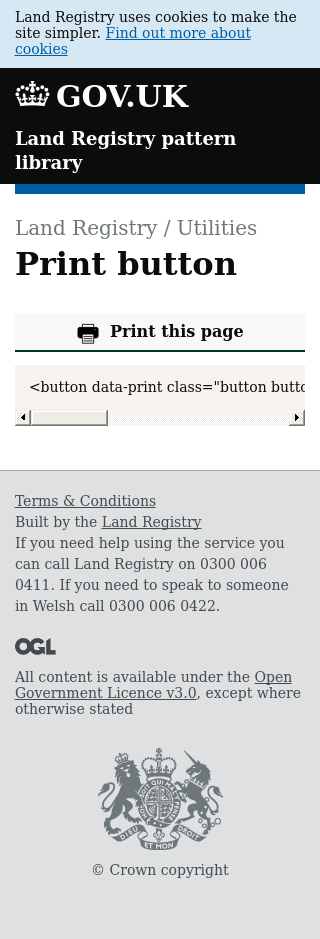 Land Registry uses cookies to make the
site simpler. Find out more about
cookies
GOV.UK
Land Registry pattern
library
Land Registry / Utilities
Print button
Print this page
<button data-print class="button butto
Terms & Conditions
Built by the Land Registry
If you need help using the service you
can call Land Registry on 0300 006
0411. If you need to speak to someone
in Welsh call 0300 006 0422.
OGL
All content is available under the Open
Government Licence v3.0, except where
otherwise stated
DIEU ET MON DROIT
© Crown copyright